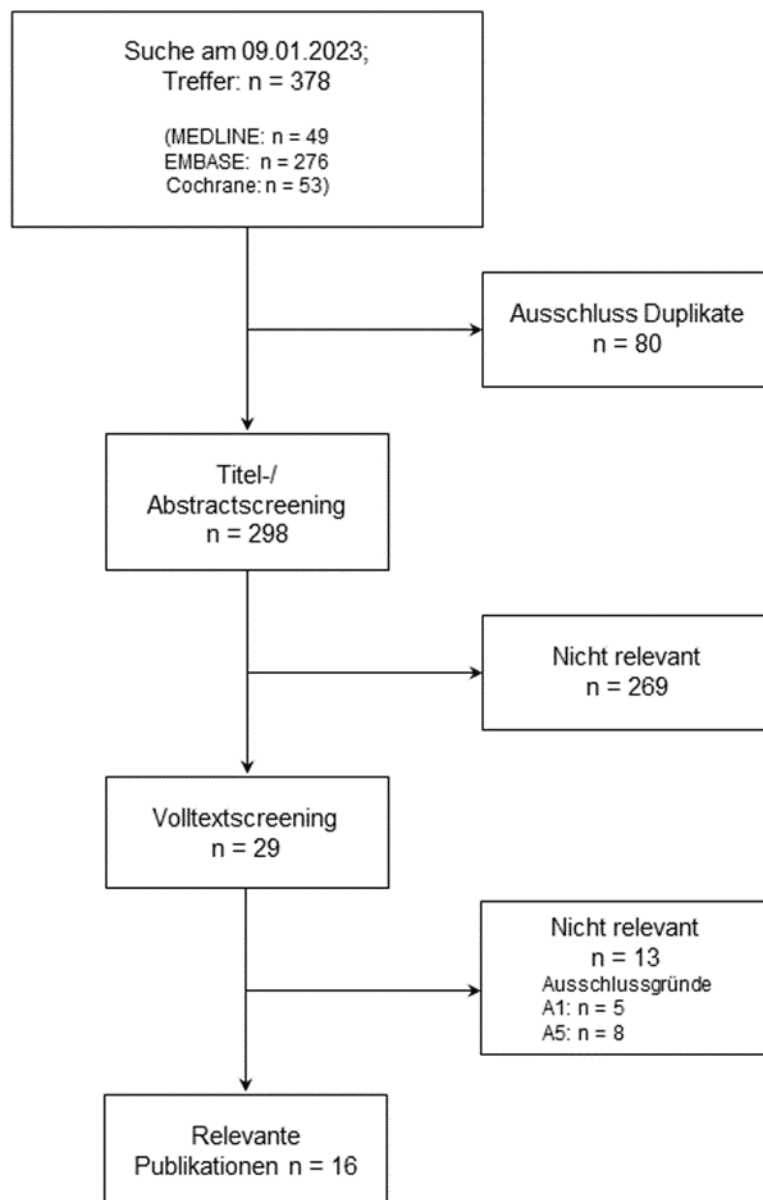 Suche am 09.01.2023;
Treffer: n = 378
(MEDLINE: n = 49
EMBASE: n = 276
Cochrane: n = 53)
Ausschluss Duplikate
n = 80
Titel-/
Abstractscreening
n = 298
Nicht relevant
n = 269
Volltextscreening
n = 29
Nicht relevant
n = 13
Ausschlussgründe
A1: n = 5
A5: n = 8
Relevante
Publikationen n = 16